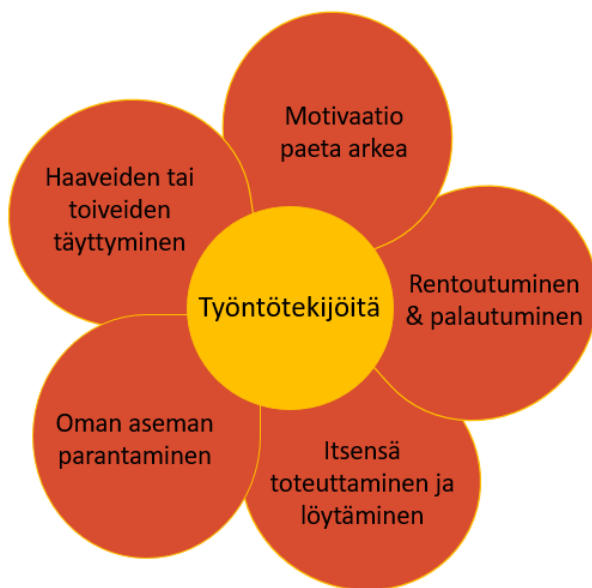 Motivaatio
paeta arkea
Haaveiden tai
toiveiden
täyttyminen
Rentoutuminen
& palautuminen
Työntötekijöitä
Oman aseman
parantaminen
Itsensä
toteuttaminen ja
löytäminen